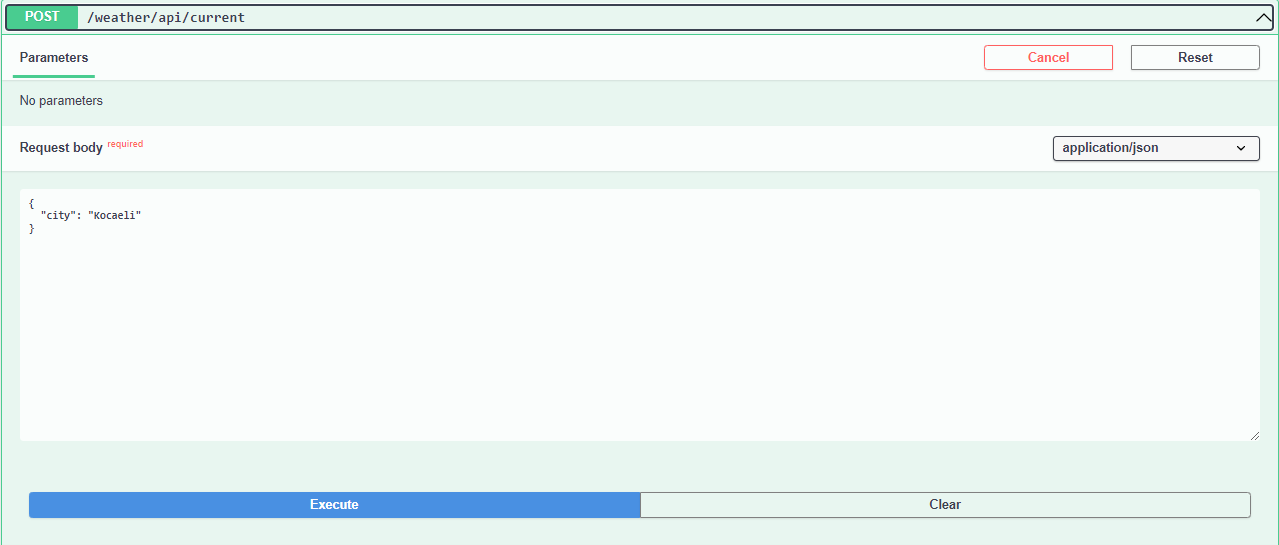 POST /weather/api/current
Parameters Cancel Reset
No parameters
Request body required application/json
{
"city": "Kocaeli"
}
Execute Clear